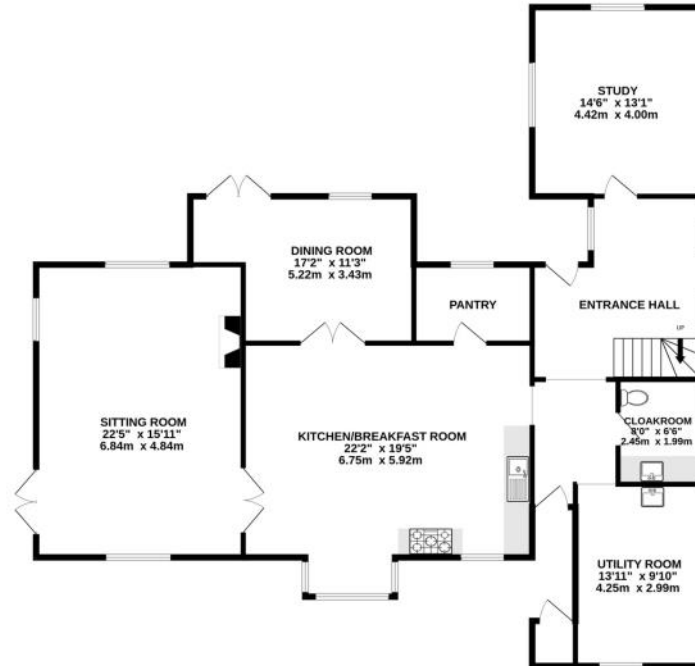 STUDY
14'6" x 13'1"
4.42m x 4.00m
DINING ROOM
17'2" x 11'3"
5.22m x 3.43m
PANTRY
ENTRANCE HALL
UP
SITTING ROOM
22'5" x 15'11"
6.84m x 4.84m
KITCHEN/BREAKFAST ROOM
22'2" x 19'5"
6.75m x 5.92m
CLOAKROOM
8'0" x 6'6"
2.45m x 1.99m
UTILITY ROOM
13'11" x 9'10"
4.25m x 2.99m